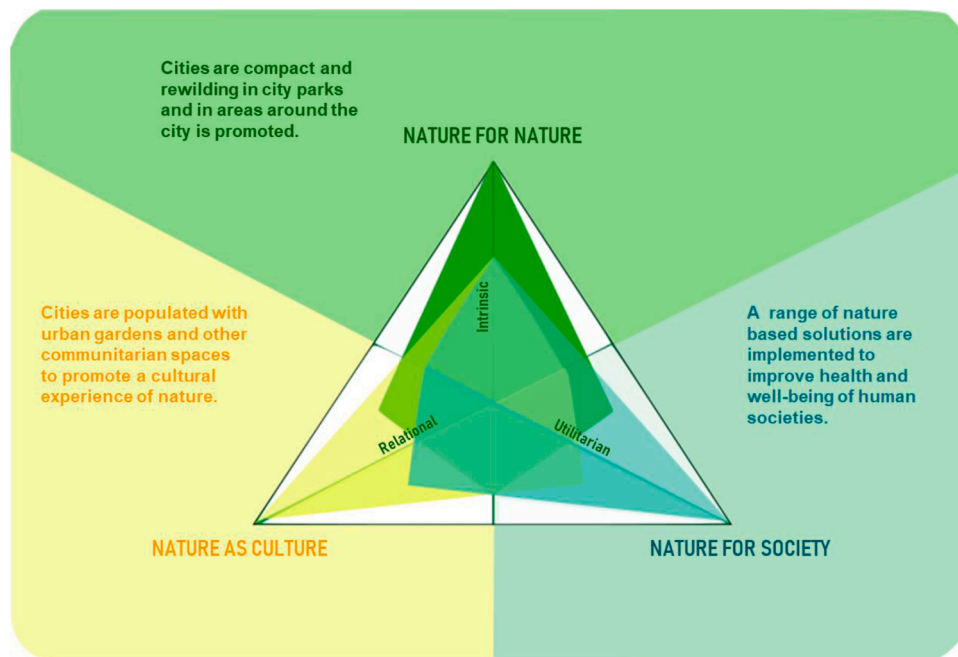 Cities are compact and
rewilding in city parks
and in areas around the
city is promoted.
NATURE FOR NATURE
Cities are populated with
urban gardens and other
communitarian spaces
to promote a cultural
experience of nature.
A range of nature
based solutions are
implemented to
improve health and
well-being of human
societies.
Intrinsic
Relational
Utilitarian
NATURE AS CULTURE
NATURE FOR SOCIETY